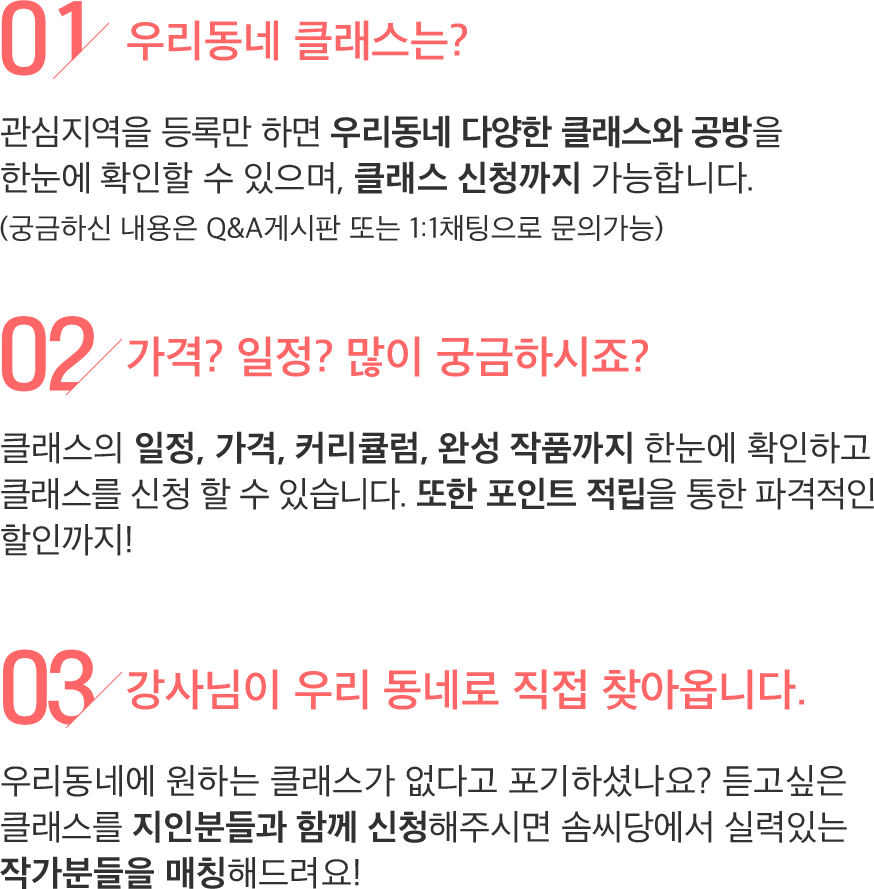 01 우리동네 클래스는?
관심지역을 등록만 하면 우리동네 다양한 클래스와 공방을
한눈에 확인할 수 있으며, 클래스 신청까지 가능합니다.
(궁금하신 내용은 Q&A게시판 또는 1:1채팅으로 문의가능)
02 가격? 일정? 많이 궁금하시죠?
클래스의 일정, 가격, 커리큘럼, 완성 작품까지 한눈에 확인하고
클래스를 신청 할 수 있습니다. 또한 포인트 적립을 통한 파격적인
할인까지!
03 강사님이 우리 동네로 직접 찾아옵니다.
우리동네에 원하는 클래스가 없다고 포기하셨나요? 듣고싶은
클래스를 지인분들과 함께 신청해주시면 솜씨당에서 실력있는
작가분들을 매칭해드려요!